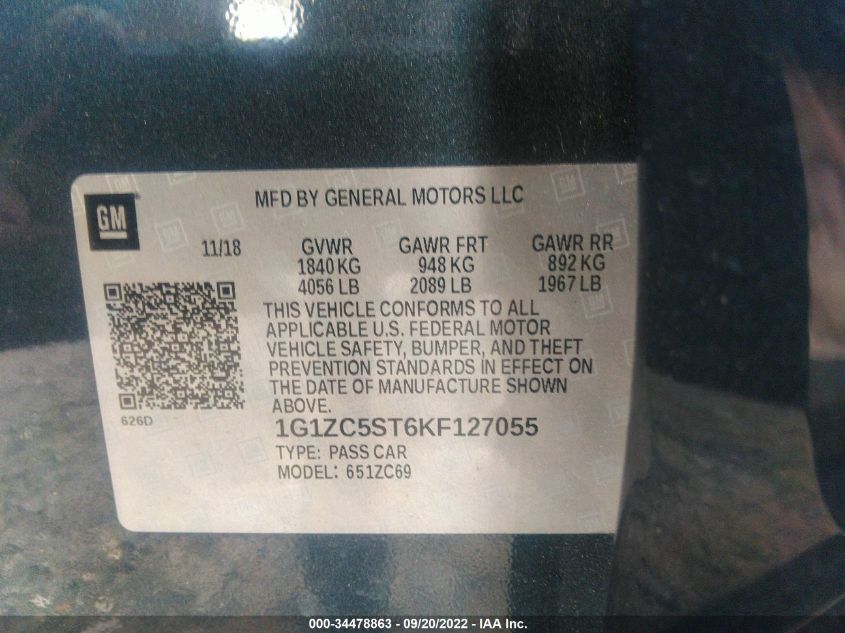 GM
MFD BY GENERAL MOTORS LLC
11/18 GVWR GAWR FRT GAWR RR
1840 KG 948 KG 892 KG
4056 LB 2089 LB 1967 LB
THIS VEHICLE CONFORMS TO ALL
APPLICABLE U.S. FEDERAL MOTOR
VEHICLE SAFETY, BUMPER, AND THEFT
PREVENTION STANDARDS IN EFFECT ON
THE DATE OF MANUFACTURE SHOWN
ABOVE.
626D
1G1ZC5ST6KF127055
TYPE: PASS CAR
MODEL: 651ZC69
000-34478863 - 09/20/2022 - IAA Inc.